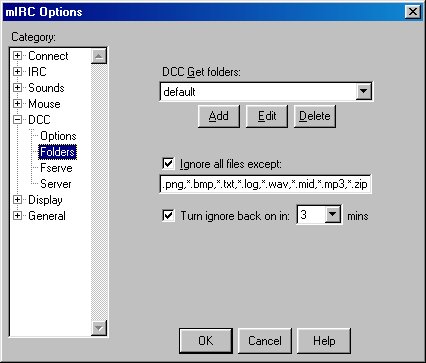 mIRC Options
Category:
Connect
IRC
Sounds
Mouse
DCC
Options
Folders
Fserve
Server
Display
General
DCC Get folders:
default
Add Edit Delete
Ignore all files except:
.png,*.bmp,*.txt,*.log,*.wav,*.mid,*.mp3,*.zip
Turn ignore back on in: 3 mins
OK Cancel Help